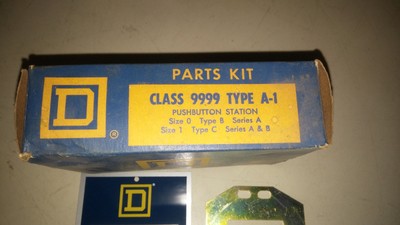 PARTS KIT
CLASS 9999 TYPE A-1
PUSHBUTTON STATION
Size 0 Type B Series A
Size 1 Type C Series A & B
D
®
D